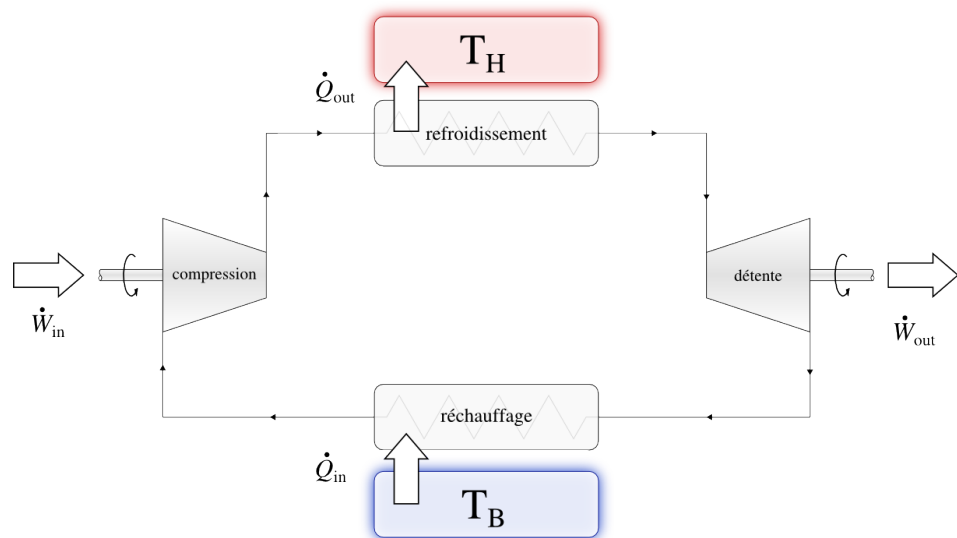 T_H
Q̇_out
refroidissement
compression
détente
Ẇ_in
Ẇ_out
réchauffage
Q̇_in
T_B